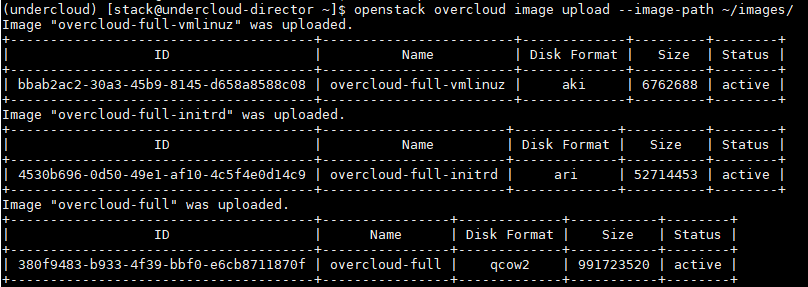 (undercloud) [stack@undercloud-director ~]$ openstack overcloud image upload --image-path ~/images/
Image "overcloud-full-vmlinuz" was uploaded.
+--------------------------------------+------------------------+-------------+---------+--------+
|                  ID                  |          Name          | Disk Format |   Size  | Status |
+--------------------------------------+------------------------+-------------+---------+--------+
| bbab2ac2-30a3-45b9-8145-d658a8588c08 | overcloud-full-vmlinuz |     aki     | 6762688 | active |
+--------------------------------------+------------------------+-------------+---------+--------+
Image "overcloud-full-initrd" was uploaded.
+--------------------------------------+-----------------------+-------------+----------+--------+
|                  ID                  |          Name         | Disk Format |   Size   | Status |
+--------------------------------------+-----------------------+-------------+----------+--------+
| 4530b696-0d50-49e1-af10-4c5f4e0d14c9 | overcloud-full-initrd |     ari     | 52714453 | active |
+--------------------------------------+-----------------------+-------------+----------+--------+
Image "overcloud-full" was uploaded.
+--------------------------------------+----------------+-------------+-----------+--------+
|                  ID                  |      Name      | Disk Format |    Size   | Status |
+--------------------------------------+----------------+-------------+-----------+--------+
| 380f9483-b933-4f39-bbf0-e6cb8711870f | overcloud-full |    qcow2    | 991723520 | active |
+--------------------------------------+----------------+-------------+-----------+--------+